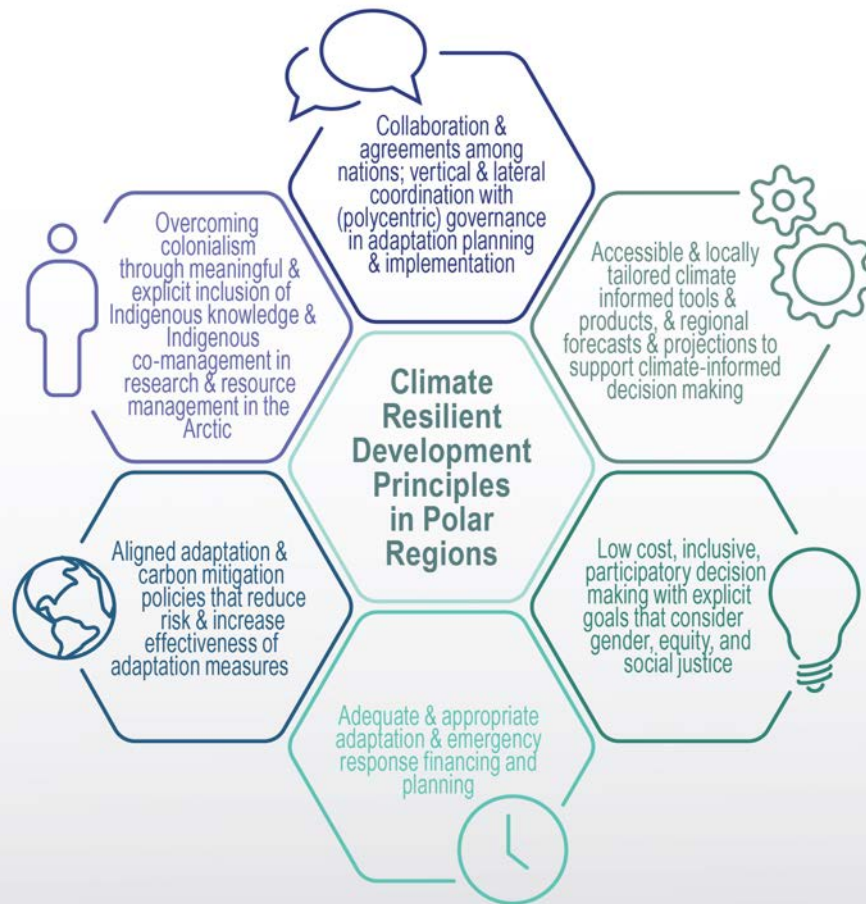 Collaboration &
agreements among
nations; vertical & lateral
coordination with
(polycentric) governance
in adaptation planning
& implementation
Overcoming
colonialism
through meaningful &
explicit inclusion of
Indigenous knowledge &
Indigenous
co-management in
research & resource
management in the
Arctic
Accessible & locally
tailored climate
informed tools &
products, & regional
forecasts & projections to
support climate-informed
decision making
Climate
Resilient
Development
Principles
in Polar
Regions
Aligned adaptation &
carbon mitigation
policies that reduce
risk & increase
effectiveness of
adaptation measures
Low cost, inclusive,
participatory decision
making with explicit
goals that consider
gender, equity, and
social justice
Adequate & appropriate
adaptation & emergency
response financing and
planning